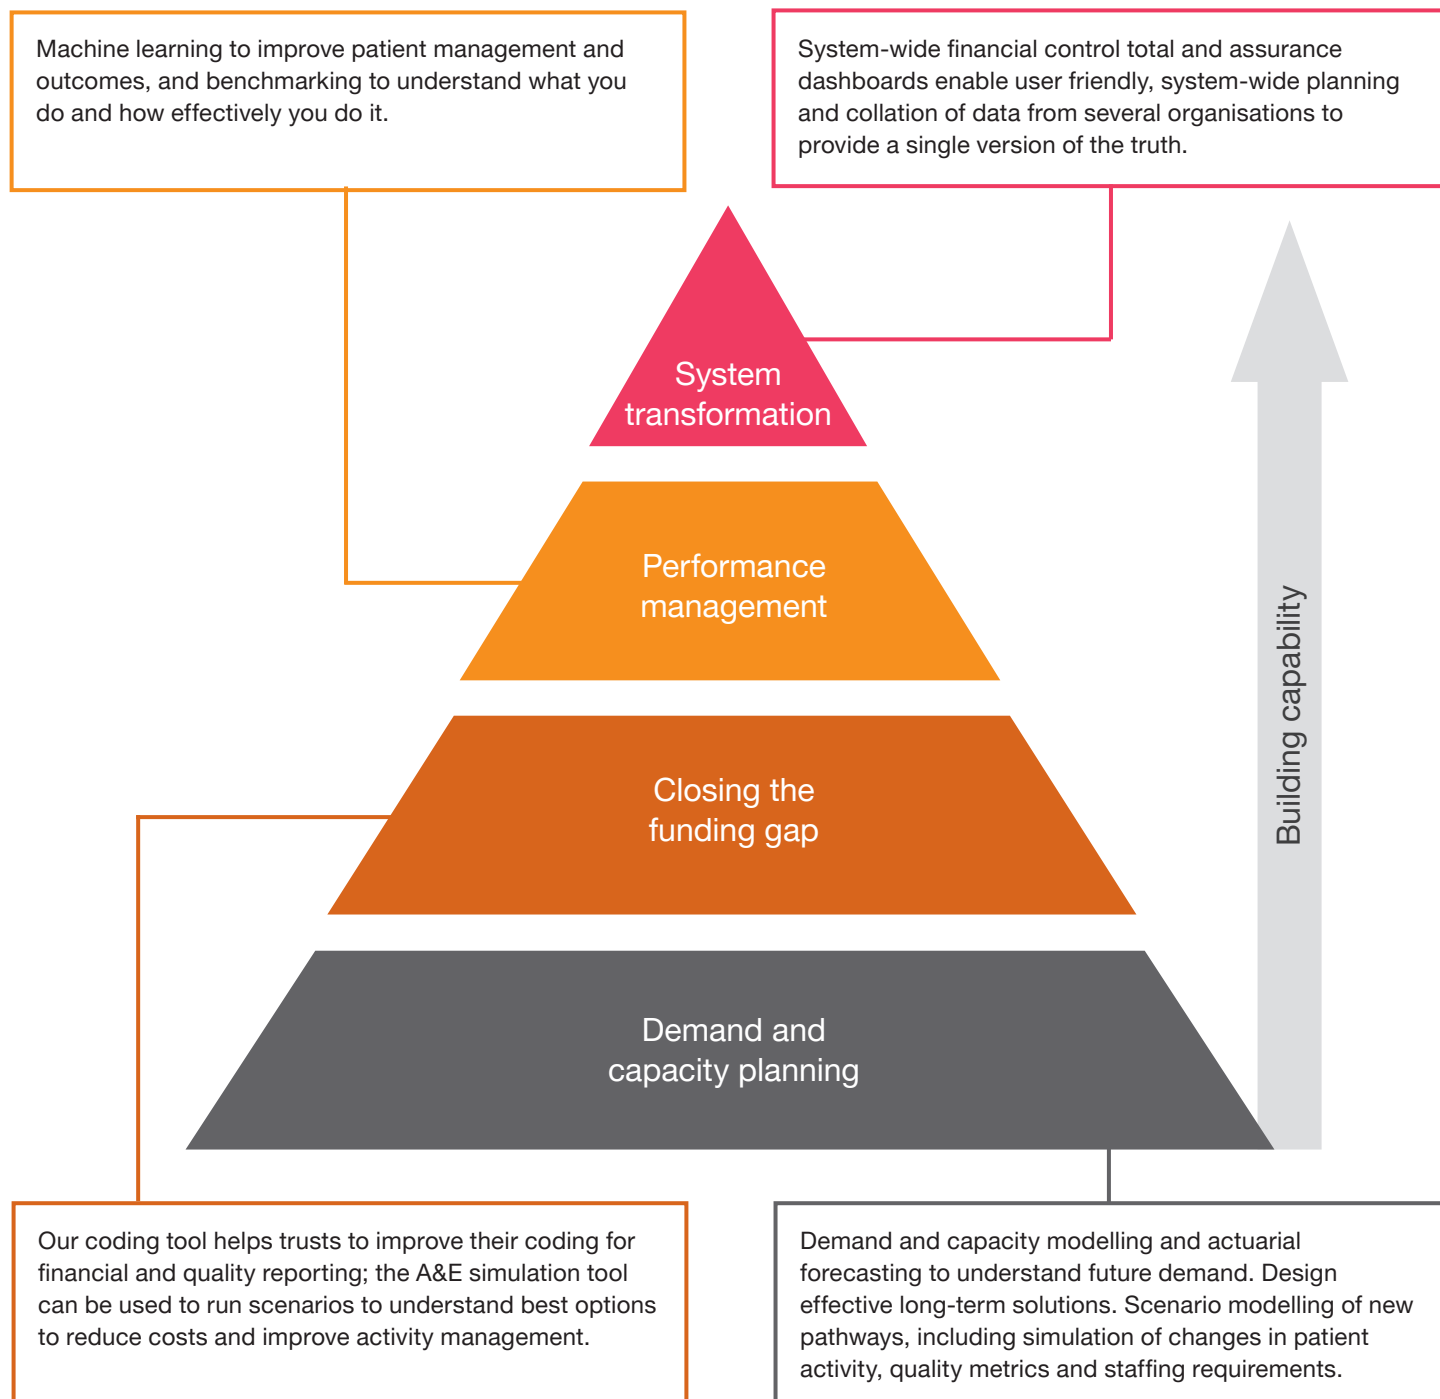 Machine learning to improve patient management and
outcomes, and benchmarking to understand what you
do and how effectively you do it.
System-wide financial control total and assurance
dashboards enable user friendly, system-wide planning
and collation of data from several organisations to
provide a single version of the truth.
System
transformation
Performance
management
Closing the
funding gap
Demand and
capacity planning
Building capability
Our coding tool helps trusts to improve their coding for
financial and quality reporting; the A&E simulation tool
can be used to run scenarios to understand best options
to reduce costs and improve activity management.
Demand and capacity modelling and actuarial
forecasting to understand future demand. Design
effective long-term solutions. Scenario modelling of new
pathways, including simulation of changes in patient
activity, quality metrics and staffing requirements.